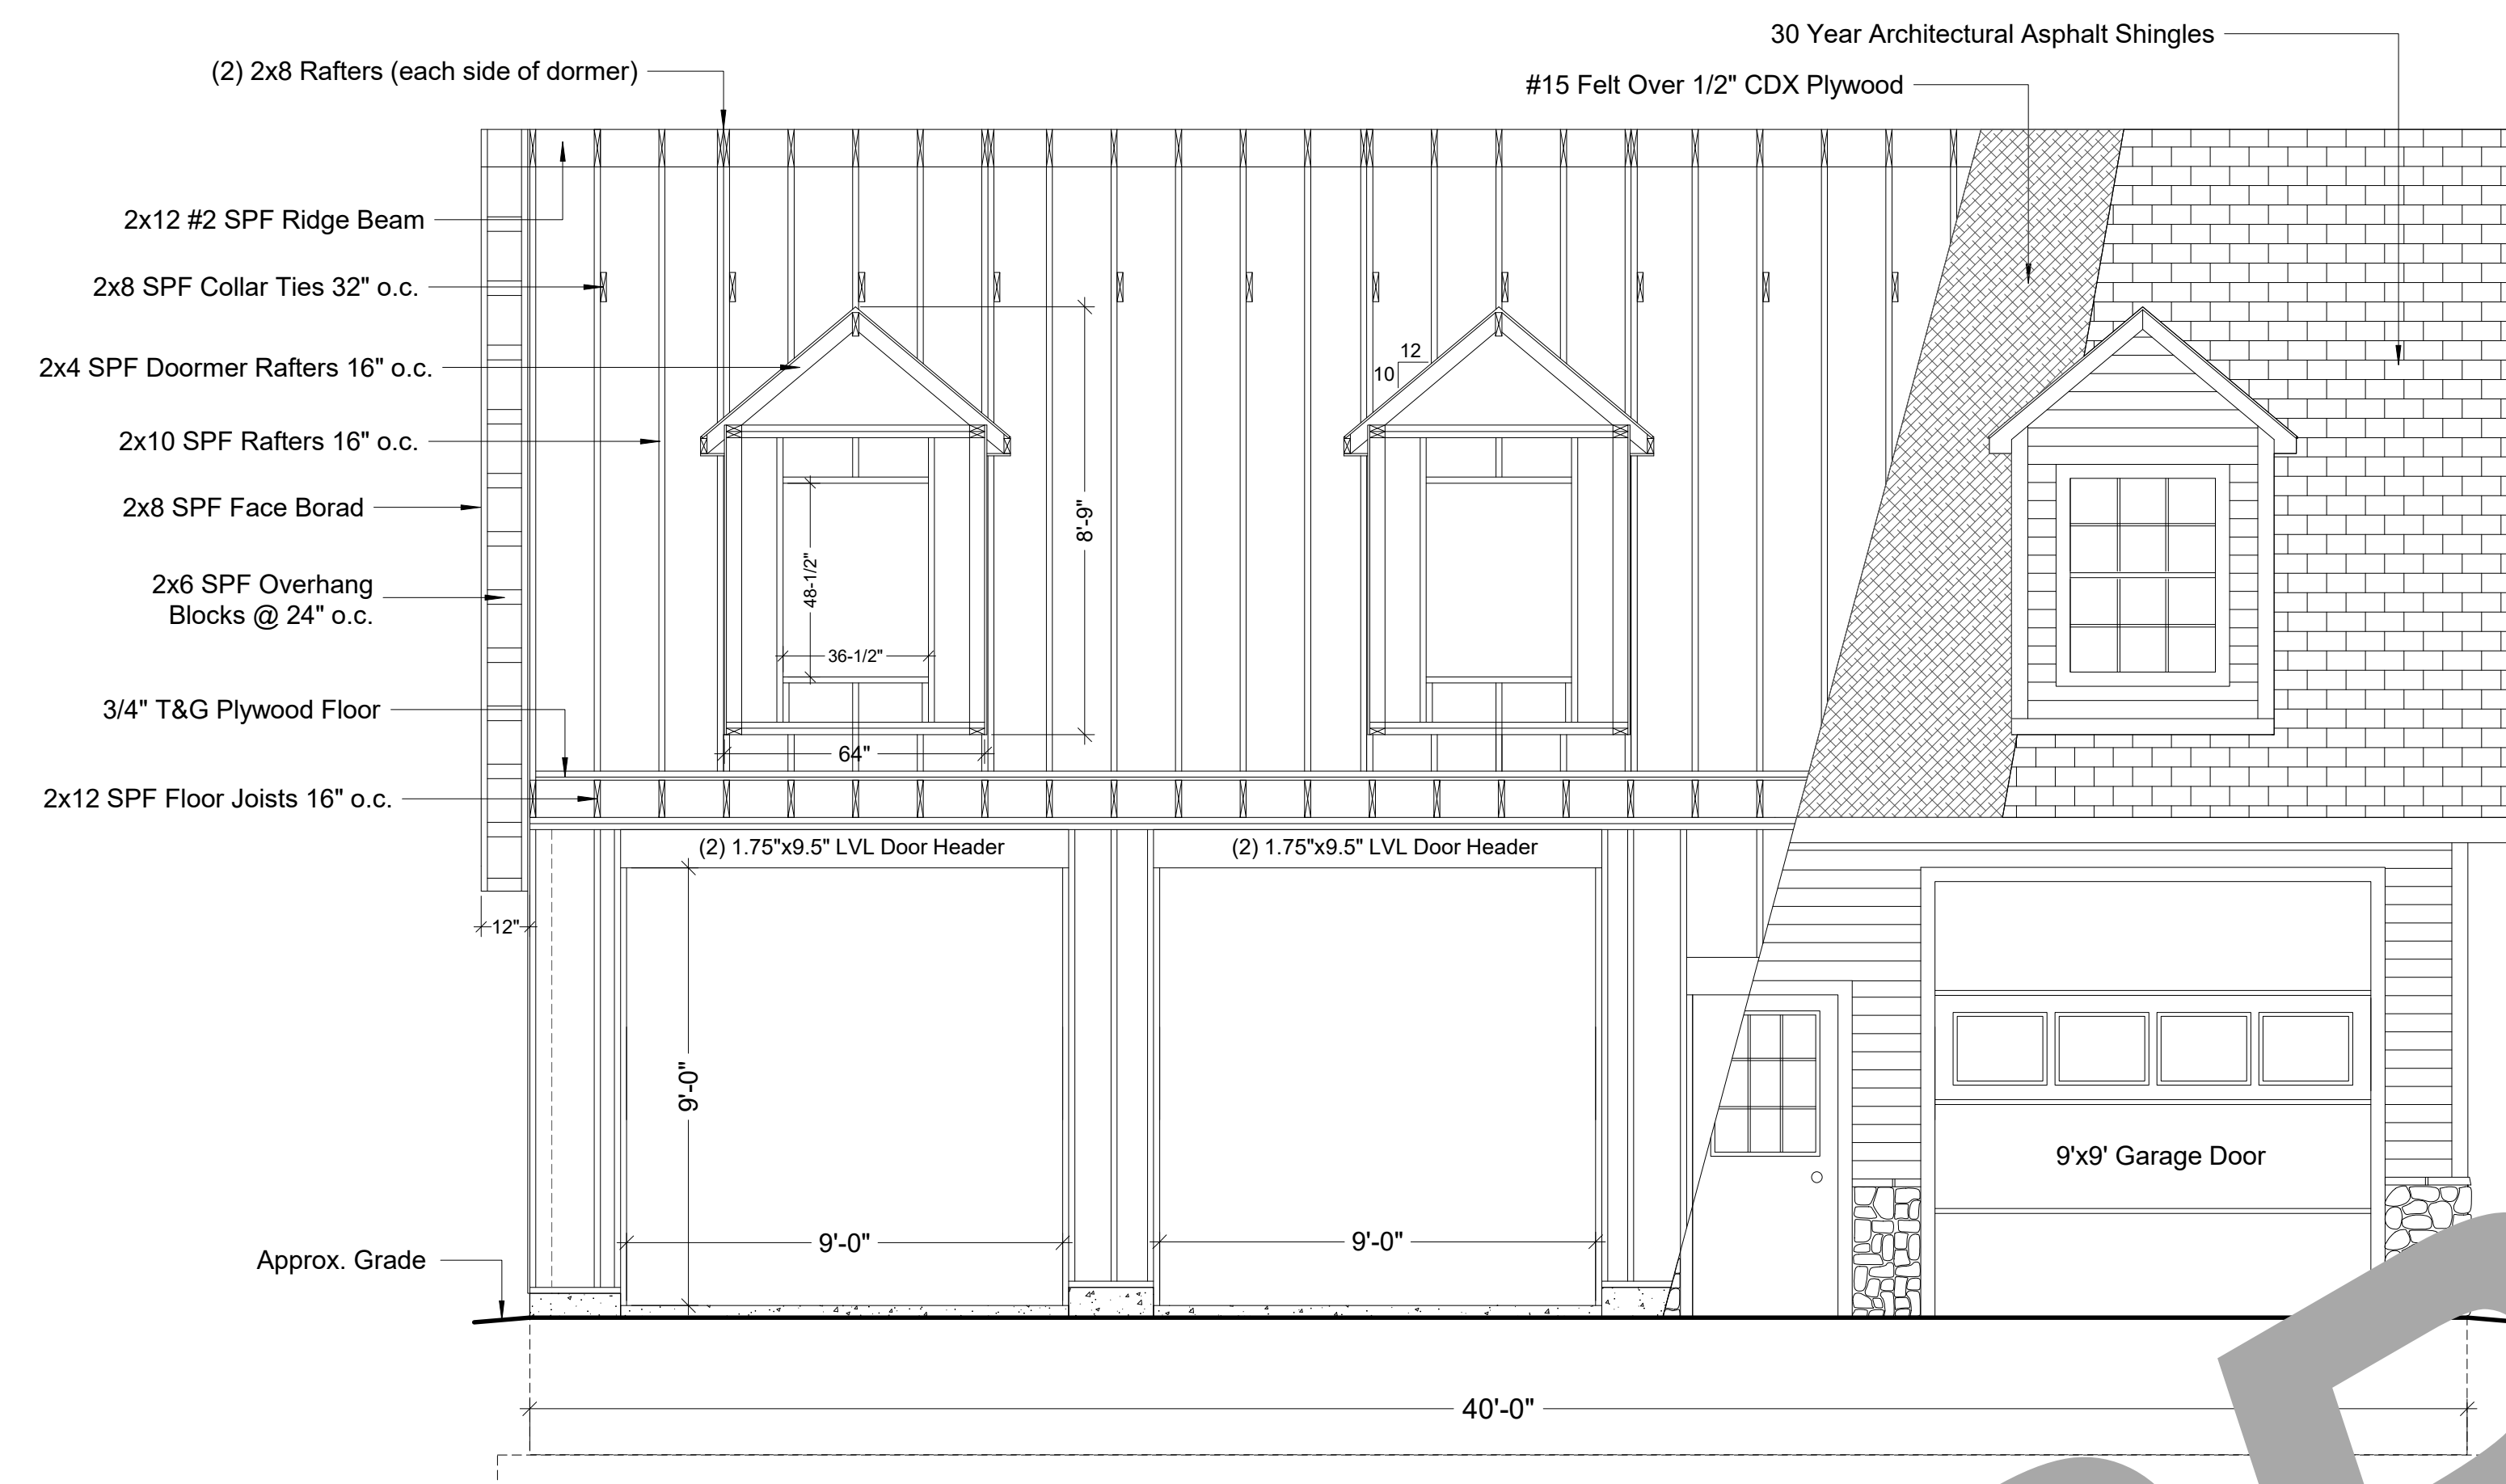 30 Year Architectural Asphalt Shingles
(2) 2x8 Rafters (each side of dormer)
#15 Felt Over 1/2" CDX Plywood
2x12 #2 SPF Ridge Beam
2x8 SPF Collar Ties 32" o.c.
2x4 SPF Doormer Rafters 16" o.c.
12
10
2x10 SPF Rafters 16" o.c.
2x8 SPF Face Borad
8'-9"
48-1/2"
2x6 SPF Overhang
Blocks @ 24" o.c.
36-1/2"
3/4" T&G Plywood Floor
64"
2x12 SPF Floor Joists 16" o.c.
(2) 1.75"x9.5" LVL Door Header
(2) 1.75"x9.5" LVL Door Header
12"
9'-0"
9'x9' Garage Door
9'-0"
9'-0"
Approx. Grade
40'-0"